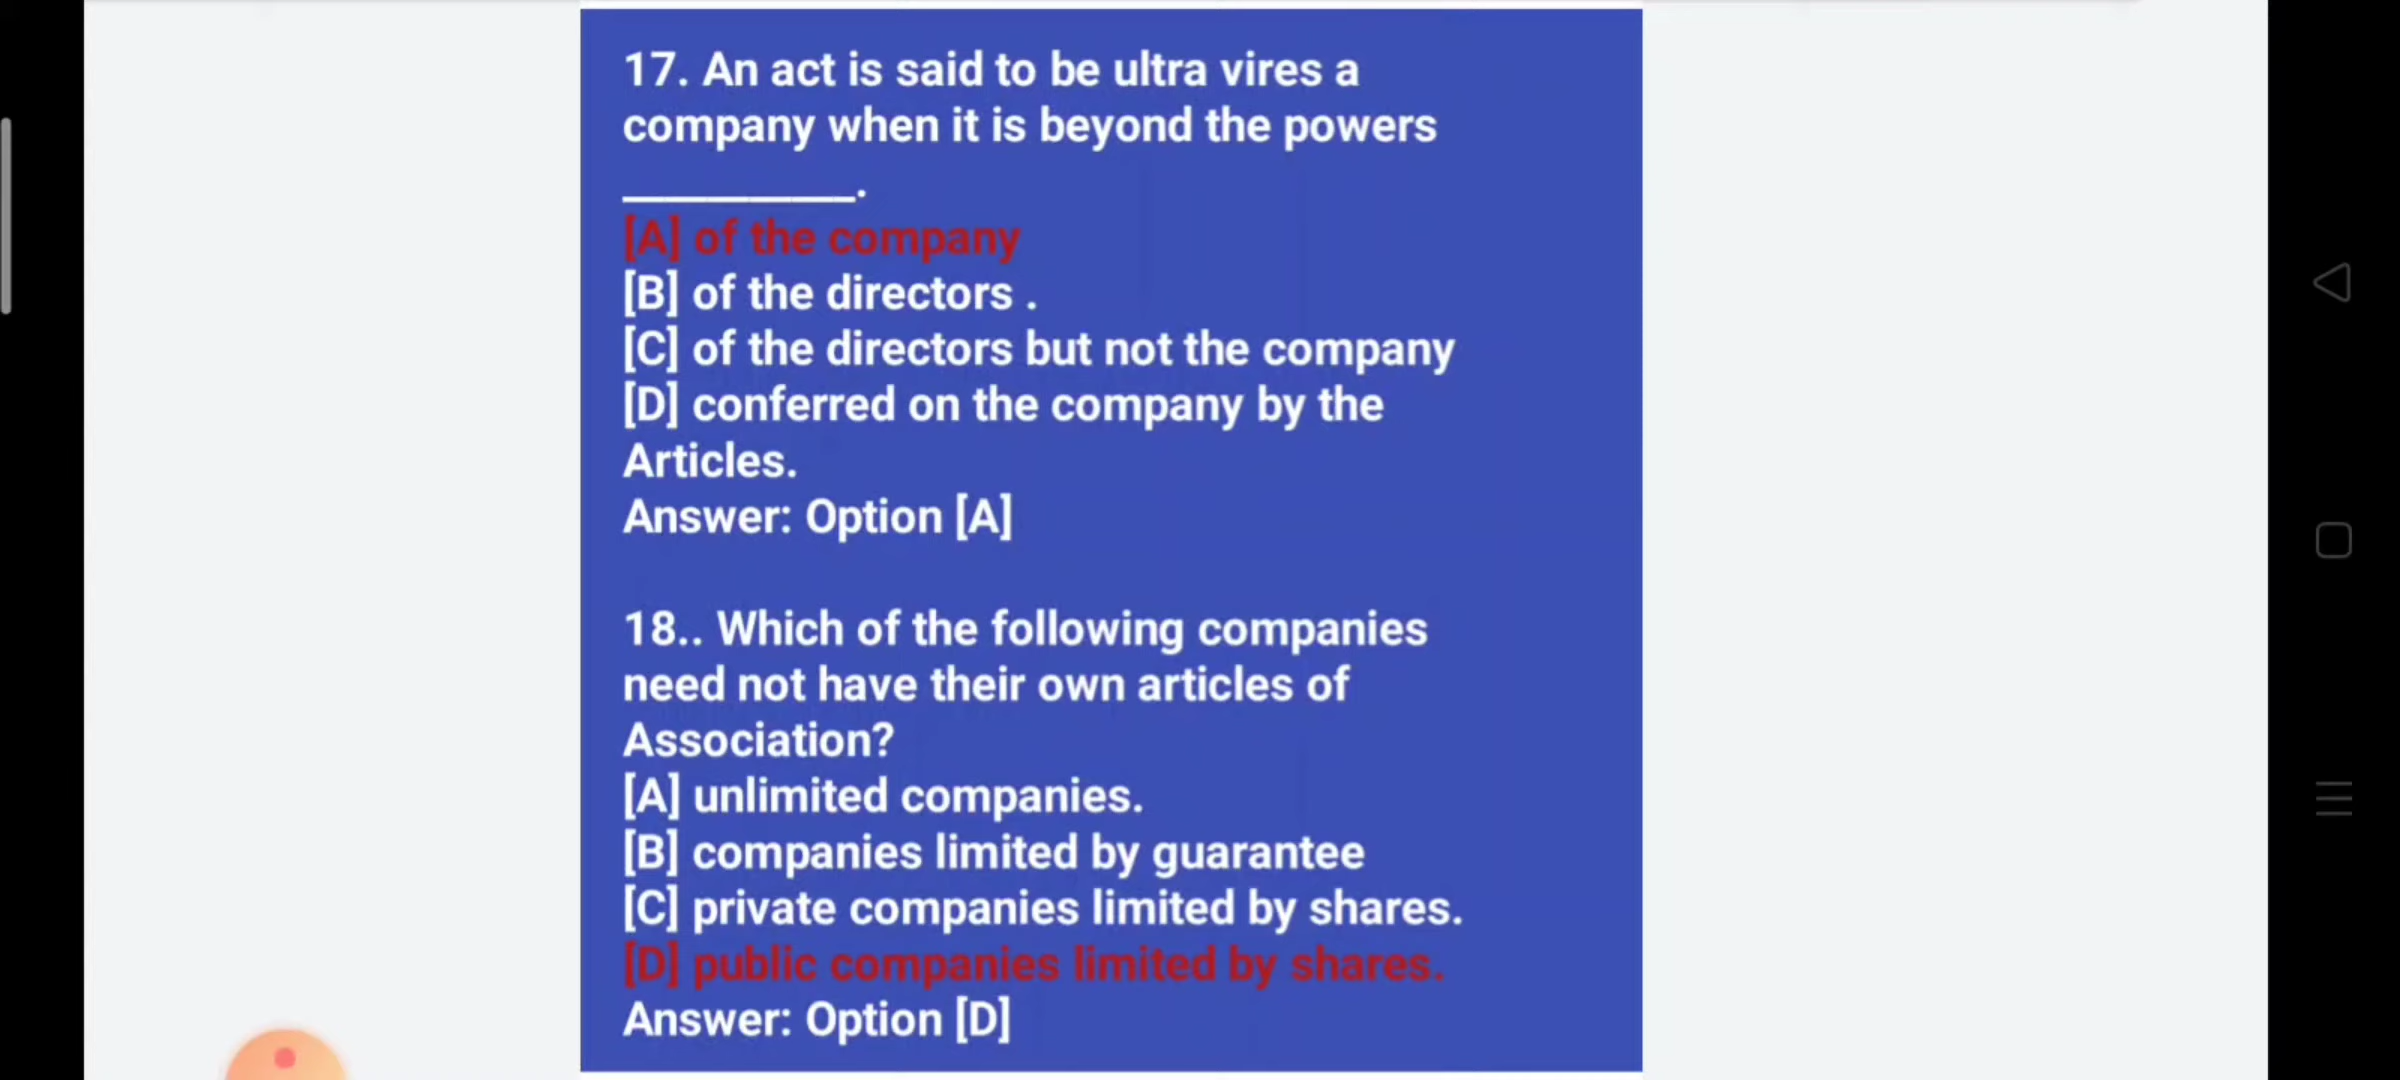 17. An act is said to be ultra vires a
company when it is beyond the powers
___________.
[A] of the company
[B] of the directors .
[C] of the directors but not the company
[D] conferred on the company by the
Articles.
Answer: Option [A]
18.. Which of the following companies
need not have their own articles of
Association?
[A] unlimited companies.
[B] companies limited by guarantee
[C] private companies limited by shares.
[D] public companies limited by shares.
Answer: Option [D]